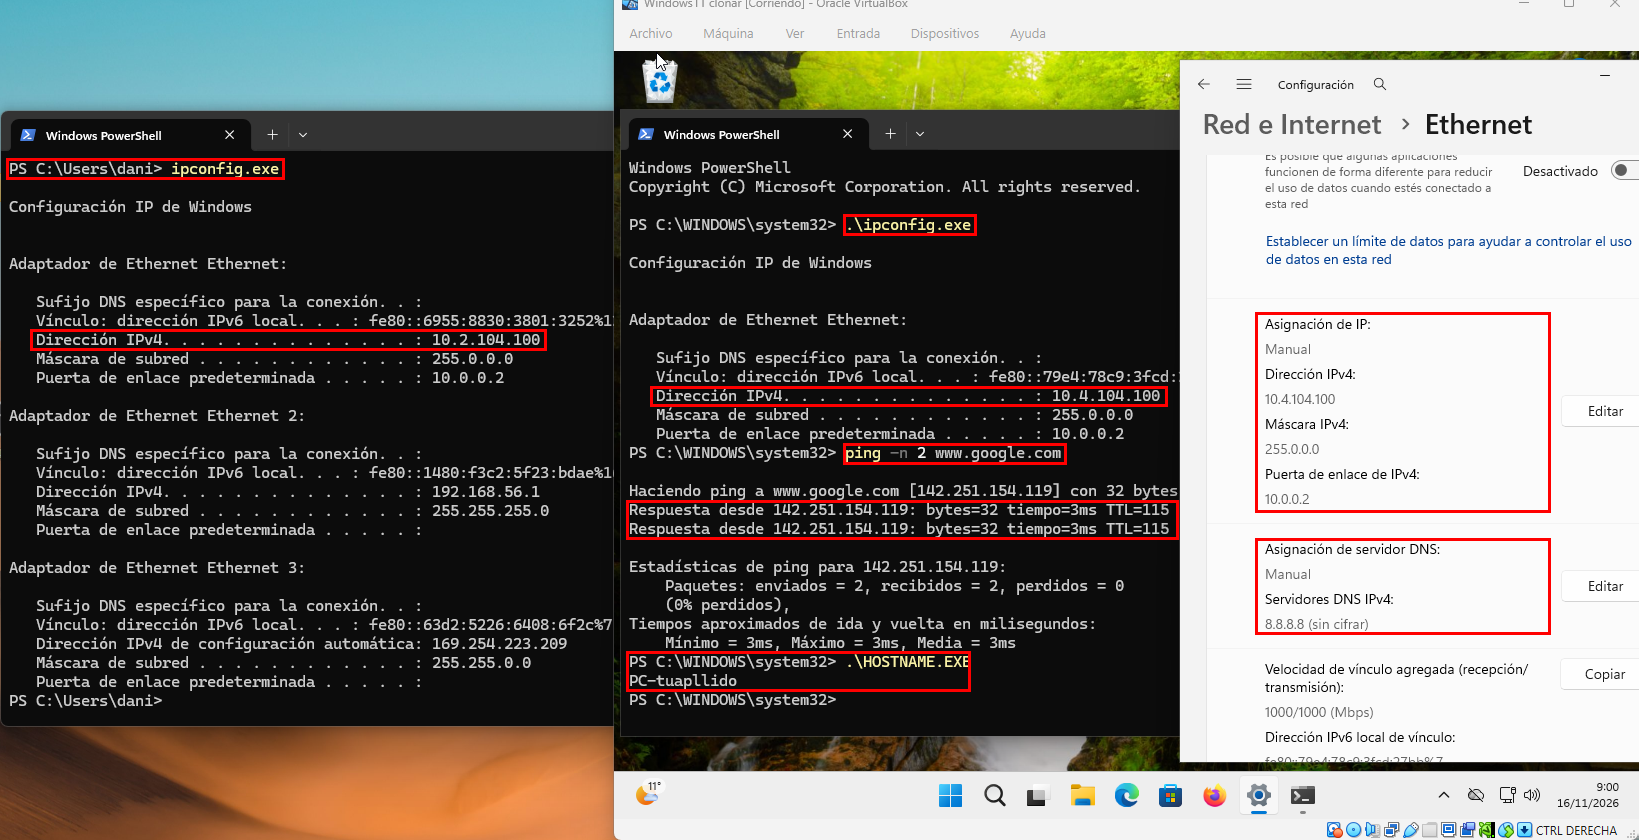 Windows PowerShell
PS C:\Users\dani> ipconfig.exe
Configuración IP de Windows
Adaptador de Ethernet Ethernet:
Sufijo DNS específico para la conexión. . :
Vínculo: dirección IPv6 local. . . : fe80::6955:8830:3801:3252%1
Dirección IPv4. . . . . . . . . . . . . . : 10.2.104.100
Máscara de subred . . . . . . . . . . . . : 255.0.0.0
Puerta de enlace predeterminada . . . . . : 10.0.0.2
Adaptador de Ethernet Ethernet 2:
Sufijo DNS específico para la conexión. . :
Vínculo: dirección IPv6 local. . . : fe80::1480:f3c2:5f23:bdae%1
Dirección IPv4. . . . . . . . . . . . . . : 192.168.56.1
Máscara de subred . . . . . . . . . . . . : 255.255.255.0
Puerta de enlace predeterminada . . . . . :
Adaptador de Ethernet Ethernet 3:
Sufijo DNS específico para la conexión. . :
Vínculo: dirección IPv6 local. . . : fe80::63d2:5226:6408:6f2c%7
Dirección IPv4 de configuración automática: 169.254.223.209
Máscara de subred . . . . . . . . . . . . : 255.255.0.0
Puerta de enlace predeterminada . . . . . :
PS C:\Users\dani>
Windows11 clonar [Corriendo] - Oracle VirtualBox
Archivo Máquina Ver Entrada Dispositivos Ayuda
Windows PowerShell
Windows PowerShell
Copyright (C) Microsoft Corporation. All rights reserved.
PS C:\WINDOWS\system32> .\ipconfig.exe
Configuración IP de Windows
Adaptador de Ethernet Ethernet:
Sufijo DNS específico para la conexión. . :
Vínculo: dirección IPv6 local. . . : fe80::79e4:78c9:3fcd:
Dirección IPv4. . . . . . . . . . . . . . : 10.4.104.100
Máscara de subred . . . . . . . . . . . . : 255.0.0.0
Puerta de enlace predeterminada . . . . . : 10.0.0.2
PS C:\WINDOWS\system32> ping -n 2 www.google.com
Haciendo ping a www.google.com [142.251.154.119] con 32 bytes
Respuesta desde 142.251.154.119: bytes=32 tiempo=3ms TTL=115
Respuesta desde 142.251.154.119: bytes=32 tiempo=3ms TTL=115
Estadísticas de ping para 142.251.154.119:
Paquetes: enviados = 2, recibidos = 2, perdidos = 0
(0% perdidos),
Tiempos aproximados de ida y vuelta en milisegundos:
Mínimo = 3ms, Máximo = 3ms, Media = 3ms
PS C:\WINDOWS\system32> .\HOSTNAME.EXE
PC-tuapllido
PS C:\WINDOWS\system32>
Configuración
Red e Internet > Ethernet
Es posible que algunas aplicaciones
funcionen de forma diferente para reducir
el uso de datos cuando estés conectado a
esta red
Desactivado
Establecer un límite de datos para ayudar a controlar el uso
de datos en esta red
Asignación de IP:
Manual
Dirección IPv4:
10.4.104.100
Máscara IPv4:
255.0.0.0
Puerta de enlace de IPv4:
10.0.0.2
Editar
Asignación de servidor DNS:
Manual
Servidores DNS IPv4:
8.8.8.8 (sin cifrar)
Editar
Velocidad de vínculo agregada (recepción/
transmisión):
1000/1000 (Mbps)
Copiar
Dirección IPv6 local de vínculo:
fe80::79e4:78c9:3fcd:27bb%7
11°
9:00
16/11/2026
CTRL DERECHA